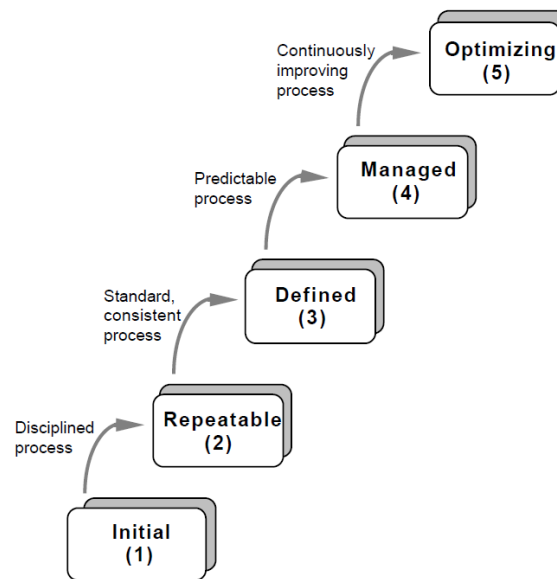 Continuously
improving
process
Optimizing
(5)
Predictable
process
Managed
(4)
Standard,
consistent
process
Defined
(3)
Disciplined
process
Repeatable
(2)
Initial
(1)